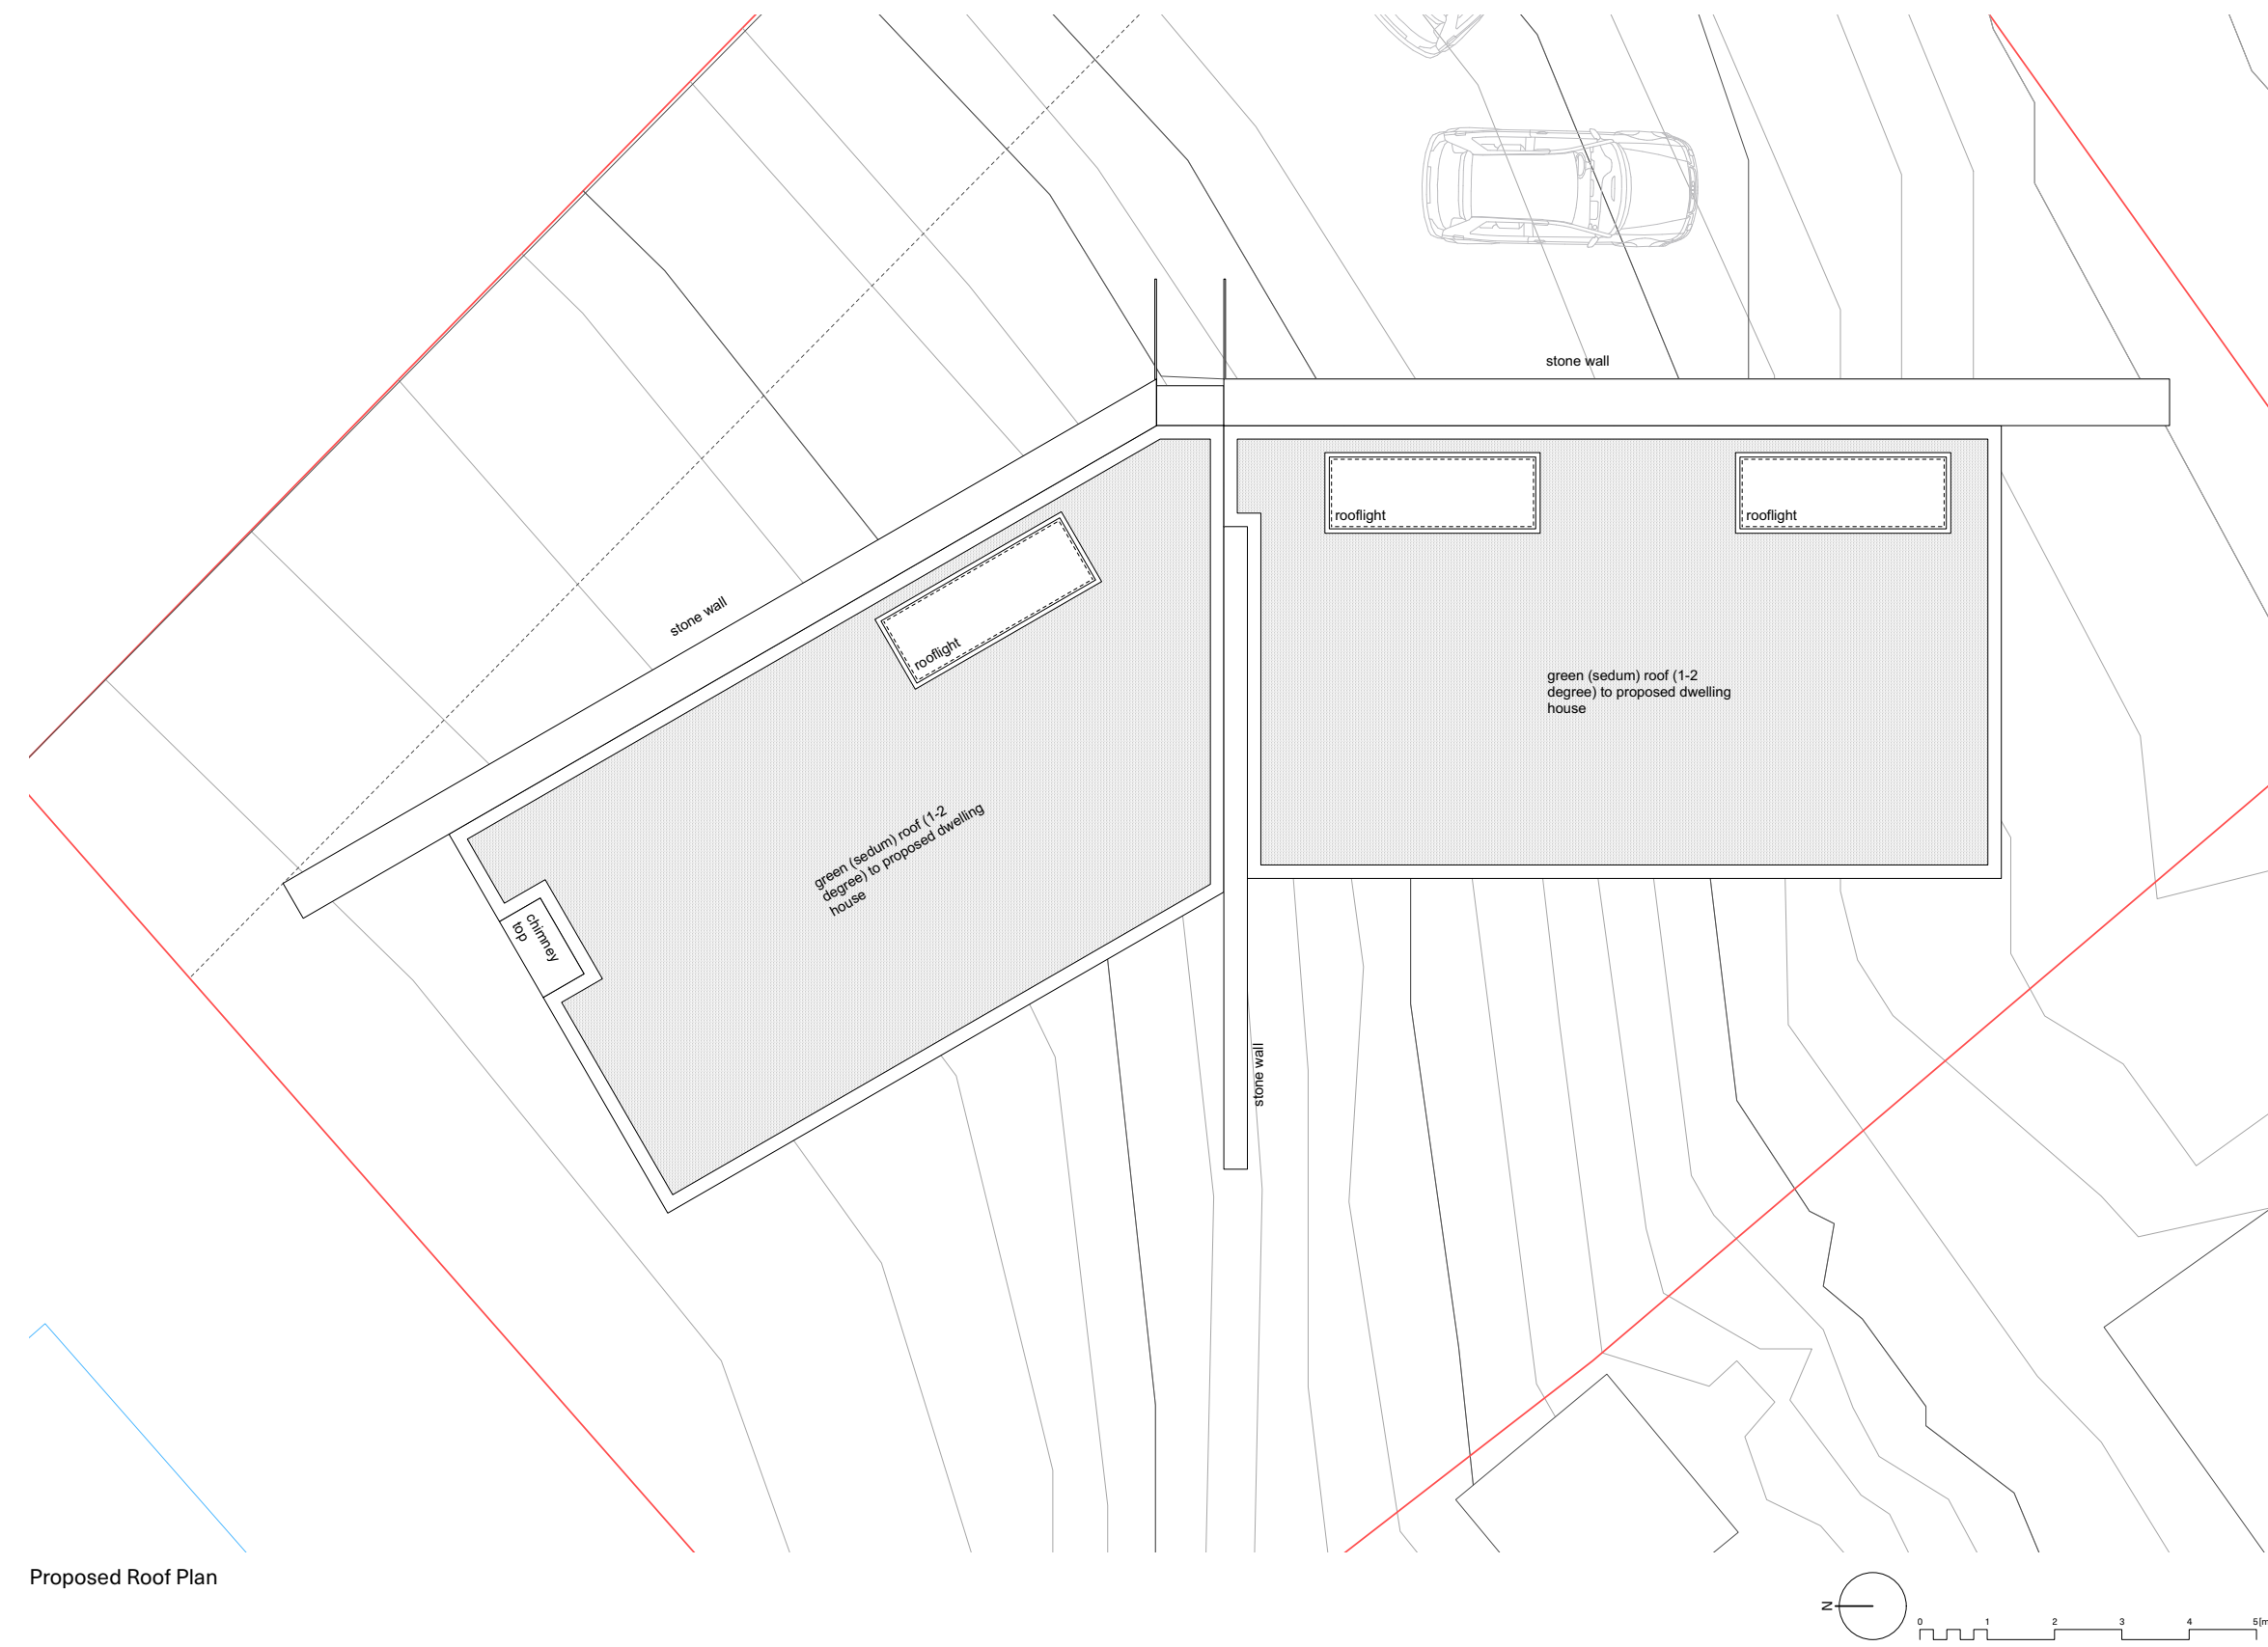 stone wall
rooflight
rooflight
stone wall
rooflight
green (sedum) roof (1-2
degree) to proposed dwelling
house
green (sedum) roof (1-2
degree) to proposed dwelling
house
chimney
top
stone wall
Proposed Roof Plan
N
0 1 2 3 4 5[m